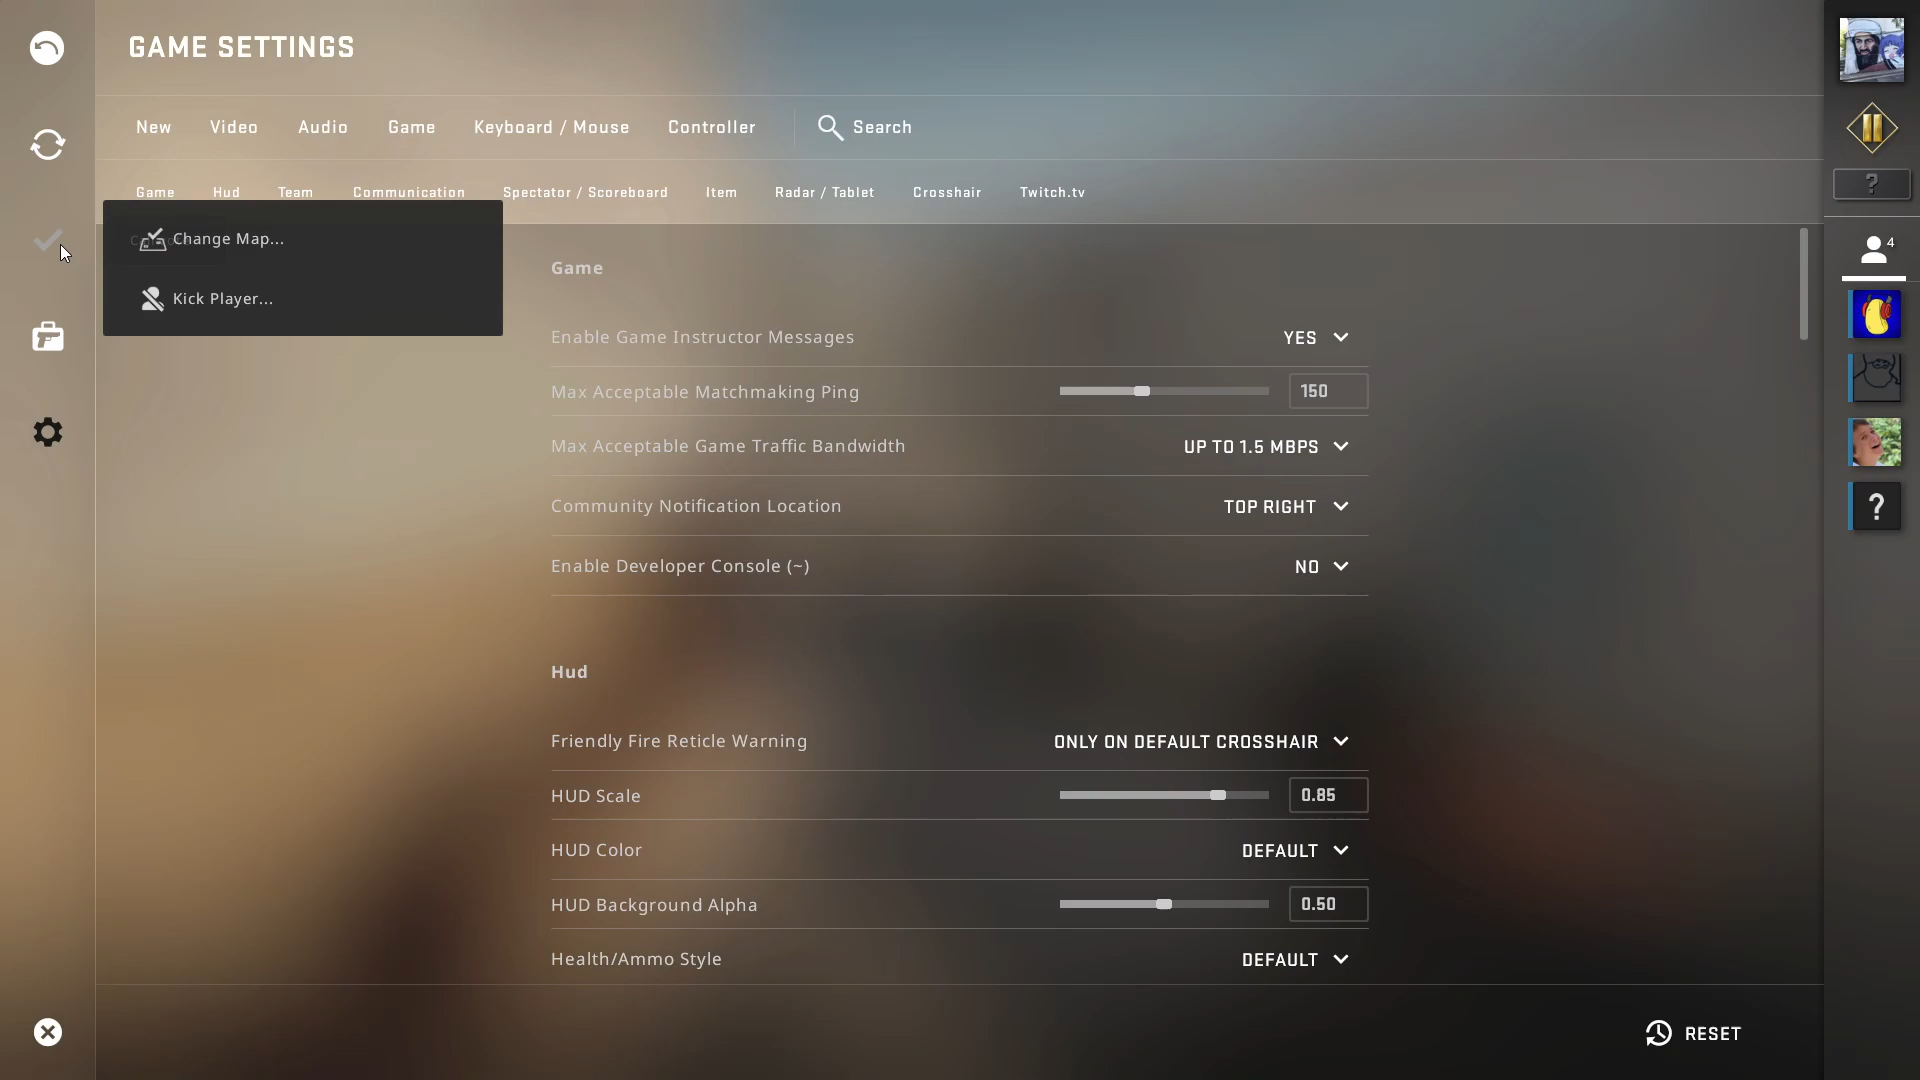 GAME SETTINGS
New Video Audio Game Keyboard / Mouse Controller Search
Game Hud Team Communication Spectator / Scoreboard Item Radar / Tablet Crosshair Twitch.tv
?
4
Change Map...
Kick Player...
Game
Enable Game Instructor Messages YES
Max Acceptable Matchmaking Ping 150
Max Acceptable Game Traffic Bandwidth UP TO 1.5 MBPS
Community Notification Location TOP RIGHT
?
Enable Developer Console (~) NO
Hud
Friendly Fire Reticle Warning ONLY ON DEFAULT CROSSHAIR
HUD Scale 0.85
HUD Color DEFAULT
HUD Background Alpha 0.50
Health/Ammo Style DEFAULT
RESET